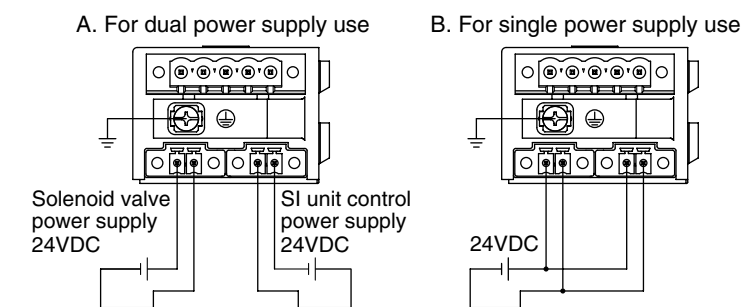 A. For dual power supply use
B. For single power supply use
Solenoid valve
power supply
24VDC
SI unit control
power supply
24VDC
24VDC